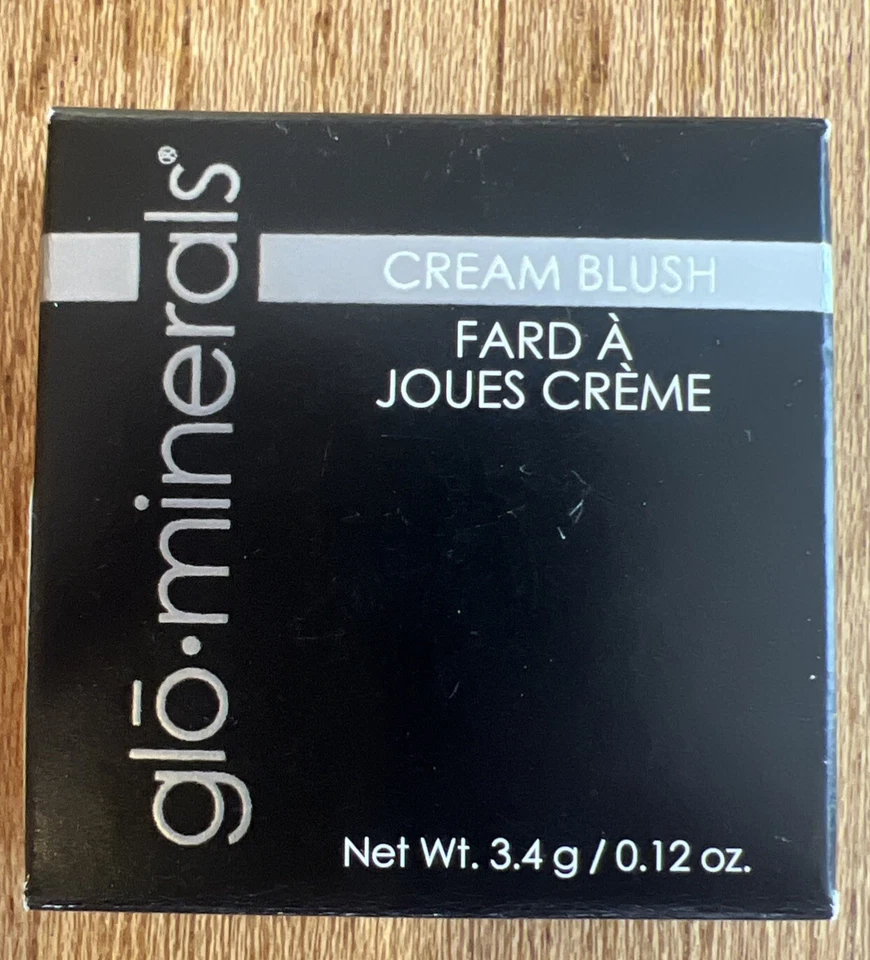 glō·minerals®
CREAM BLUSH
FARD À
JOUES CRÈME
Net Wt. 3.4 g / 0.12 oz.